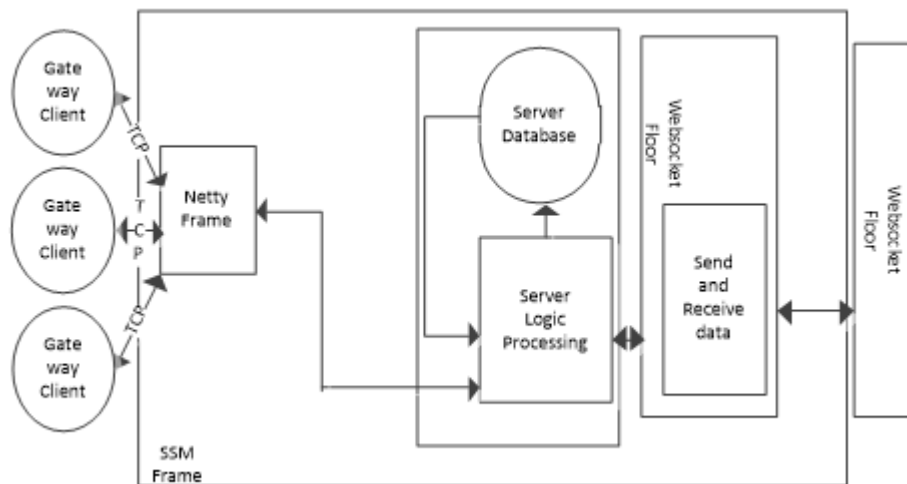 Gate
way
Client
TCP
Gate
way
Client
T
C
P
Gate
way
Client
TCP
Netty
Frame
Server
Database
Server
Logic
Processing
Websocket
Floor
Send
and
Receive
data
Websocket
Floor
SSM
Frame